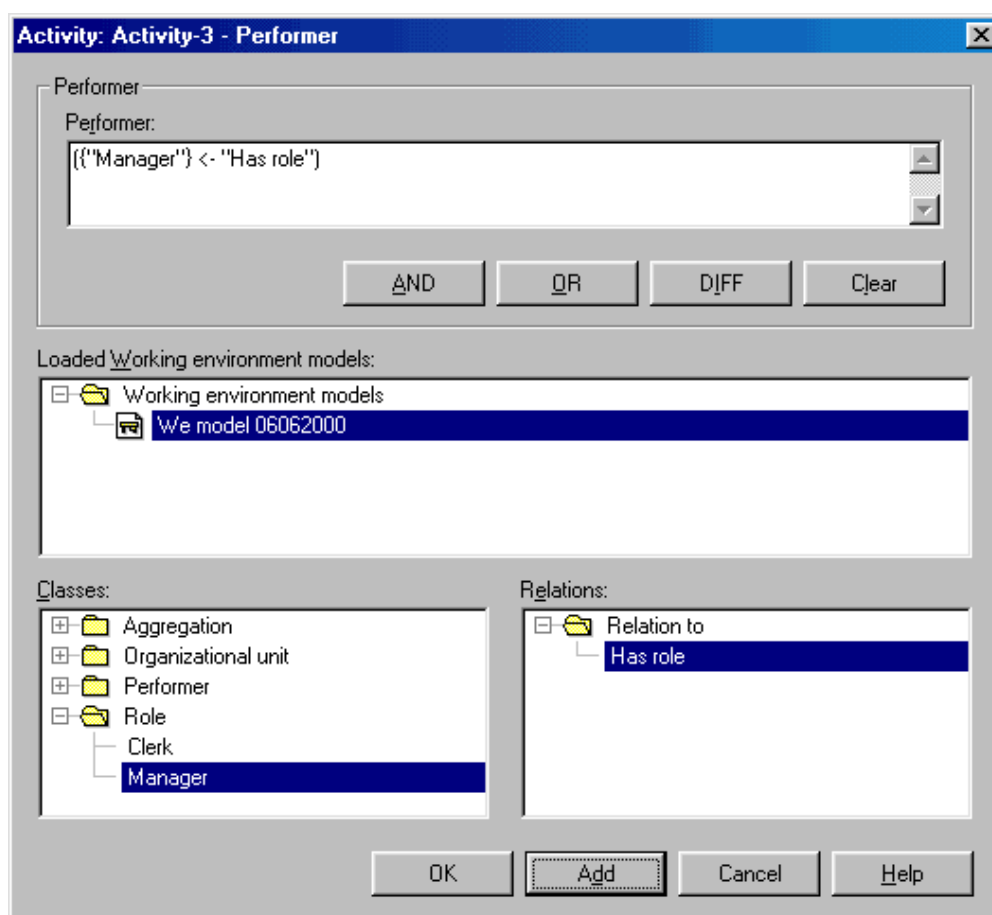 Activity: Activity-3 - Performer
Performer
Performer:
({"Manager"} <- "Has role")
AND OR DIFF Clear
Loaded Working environment models:
Working environment models
We model 06062000
Classes:
Aggregation
Organizational unit
Performer
Role
Clerk
Manager
Relations:
Relation to
Has role
OK Add Cancel Help